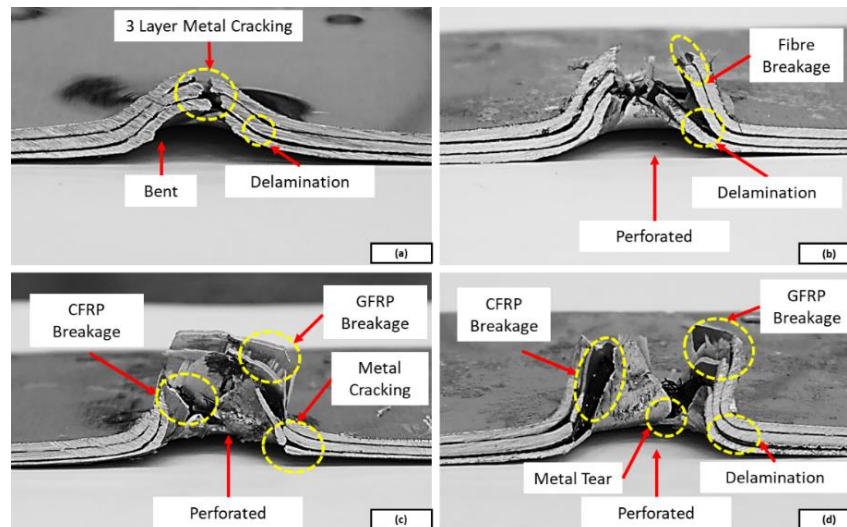 3 Layer Metal Cracking
Bent
Delamination
(a)
Fibre
Breakage
Delamination
Perforated
(b)
CFRP
Breakage
GFRP
Breakage
Metal
Cracking
Perforated
(c)
CFRP
Breakage
GFRP
Breakage
Metal Tear
Delamination
Perforated
(d)